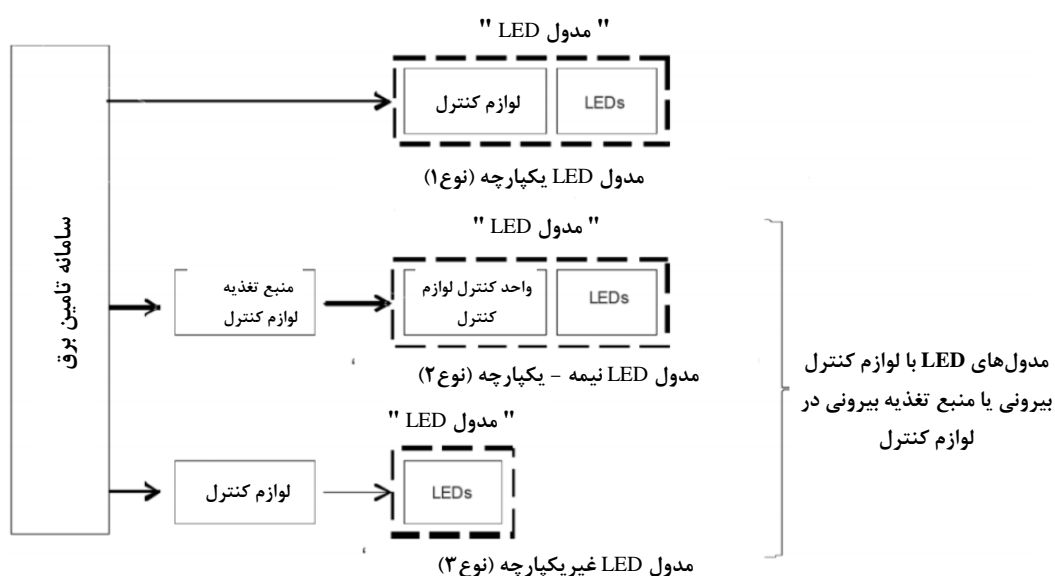 " مدول LED "
لوازم کنترل
LEDs
مدول LED یکپارچه (نوع۱)
سامانه تامین برق
" مدول LED "
منبع تغذیه
لوازم کنترل
واحد کنترل لوازم
کنترل
LEDs
مدول LED نیمه - یکپارچه (نوع۲)
مدول‌های LED با لوازم کنترل
بیرونی یا منبع تغذیه بیرونی در
لوازم کنترل
" مدول LED "
لوازم کنترل
LEDs
مدول LED غیریکپارچه (نوع۳)